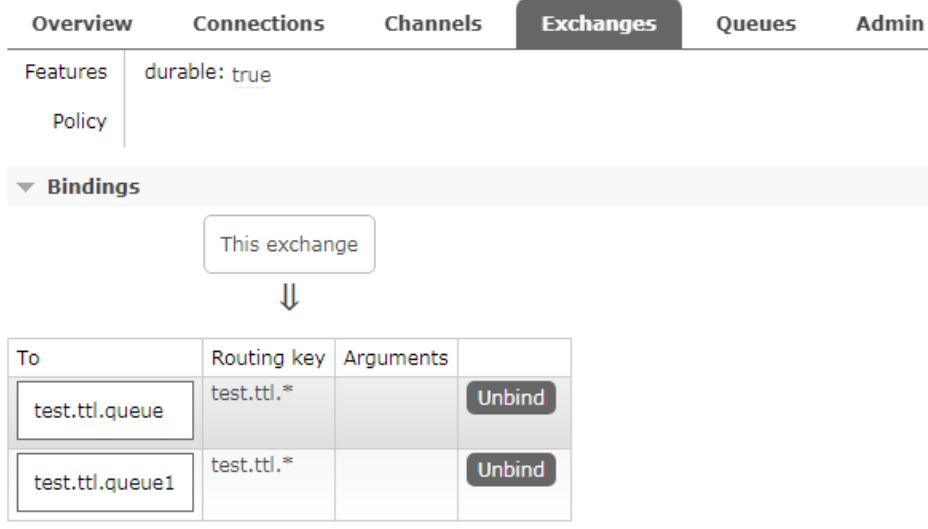 Overview Connections Channels Exchanges Queues Admin
Features durable: true
Policy
Bindings
This exchange
To Routing key Arguments
test.ttl.queue test.ttl.* Unbind
test.ttl.queue1 test.ttl.* Unbind